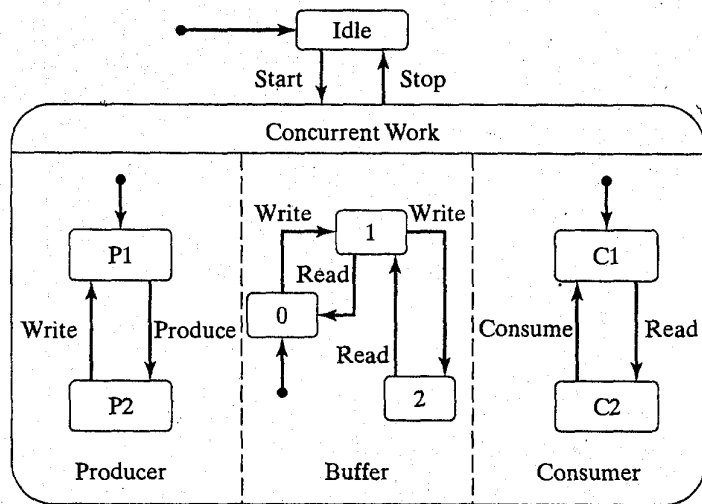 Idle
Start
Stop
Concurrent Work
Write
1
Write
P1
C1
Read
0
Write
Produce
Read
Consume
Read
P2
2
C2
Producer
Buffer
Consumer